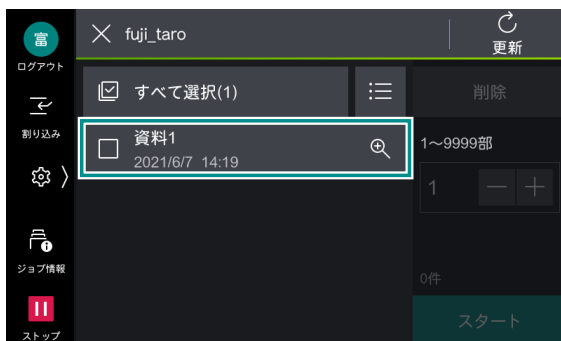 富
ログアウト
割り込み
ジョブ情報
ストップ
fuji_taro
更新
すべて選択(1)
資料1
2021/6/7 14:19
削除
1～9999部
1
0件
スタート